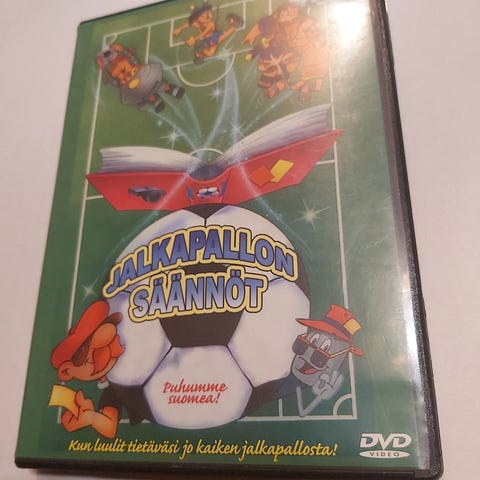 JALKAPALLON
SÄÄNNÖT
Puhumme
suomea!
Kun luulit tietäväsi jo kaiken jalkapallosta!
DVD
VIDEO